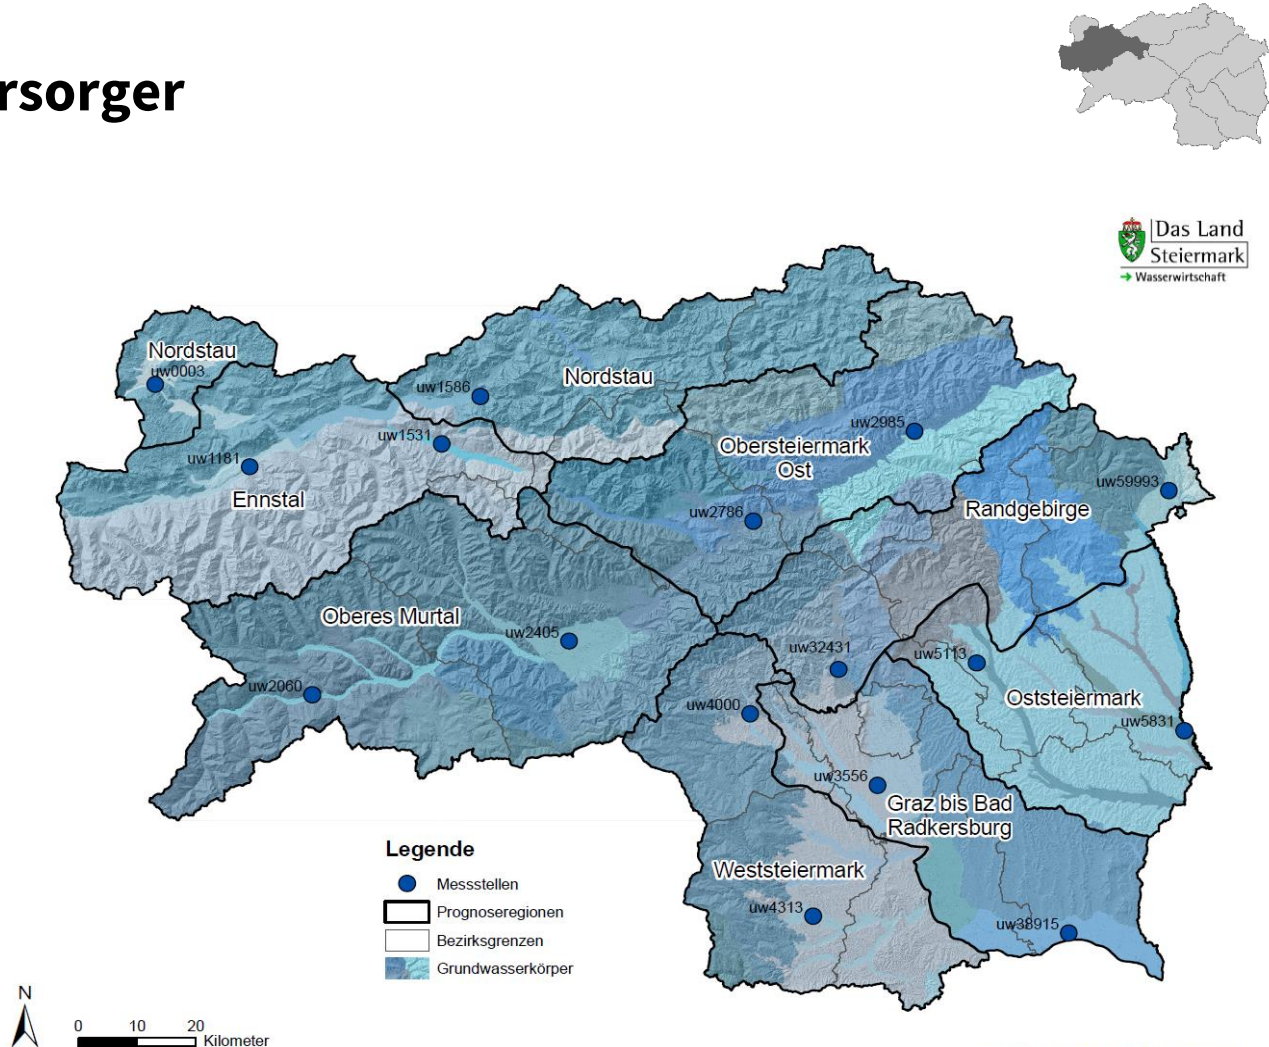 rsorger
Das Land
Steiermark
Wasserwirtschaft
Nordstau
uw0003
Nordstau
uw1586
uw1531
uw1181
Ennstal
Obersteiermark
Ost
uw2985
uw2786
Randgebirge
uw59993
Oberes Murtal
uw2405
uw2060
uw32431
uw5113
Oststeiermark
uw5831
uw4000
uw3556
Graz bis Bad
Radkersburg
Weststeiermark
uw4313
uw38915
Legende
Messstellen
Prognoseregionen
Bezirksgrenzen
Grundwasserkörper
N
0 10 20
Kilometer